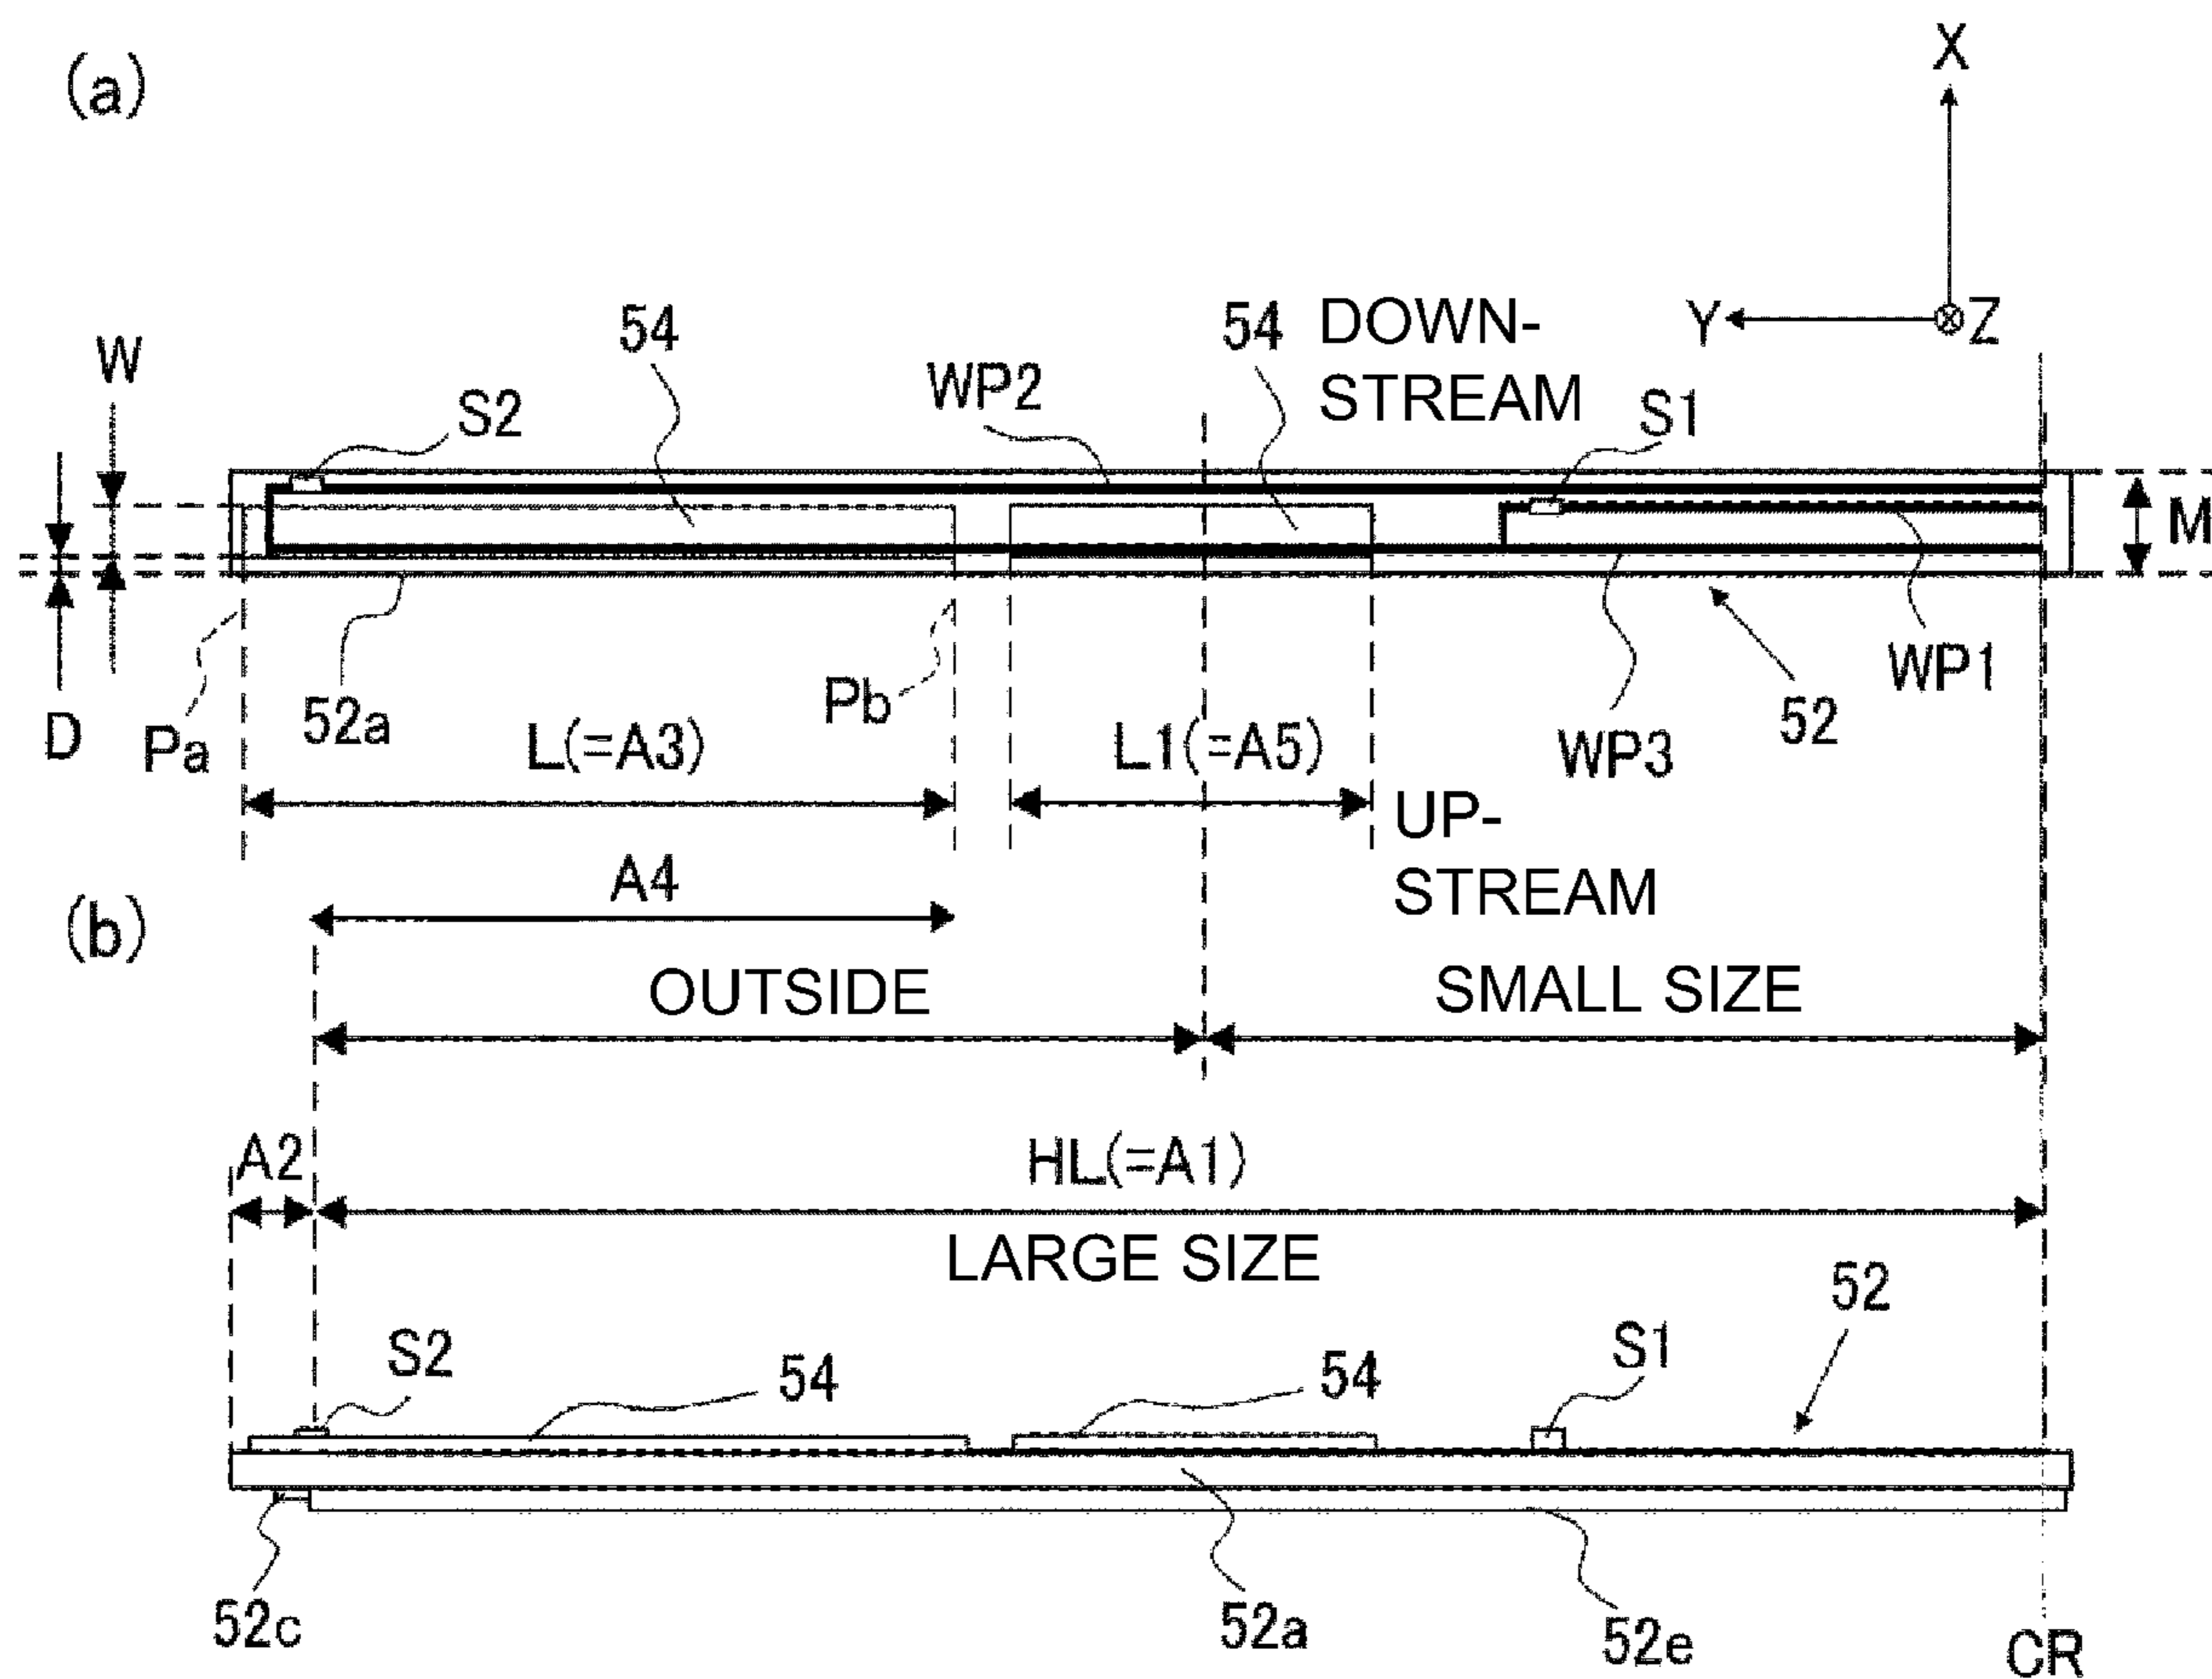 (a)
X
Y
Z
54
54
DOWN-
STREAM
W
S2
WP2
S1
M
D
Pa
52a
Pb
WP3
52
WP1
L(=A3)
L1(=A5)
UP-
STREAM
A4
(b)
OUTSIDE
SMALL SIZE
A2
HL(=A1)
LARGE SIZE
52
S2
54
54
S1
52c
52a
52e
CR